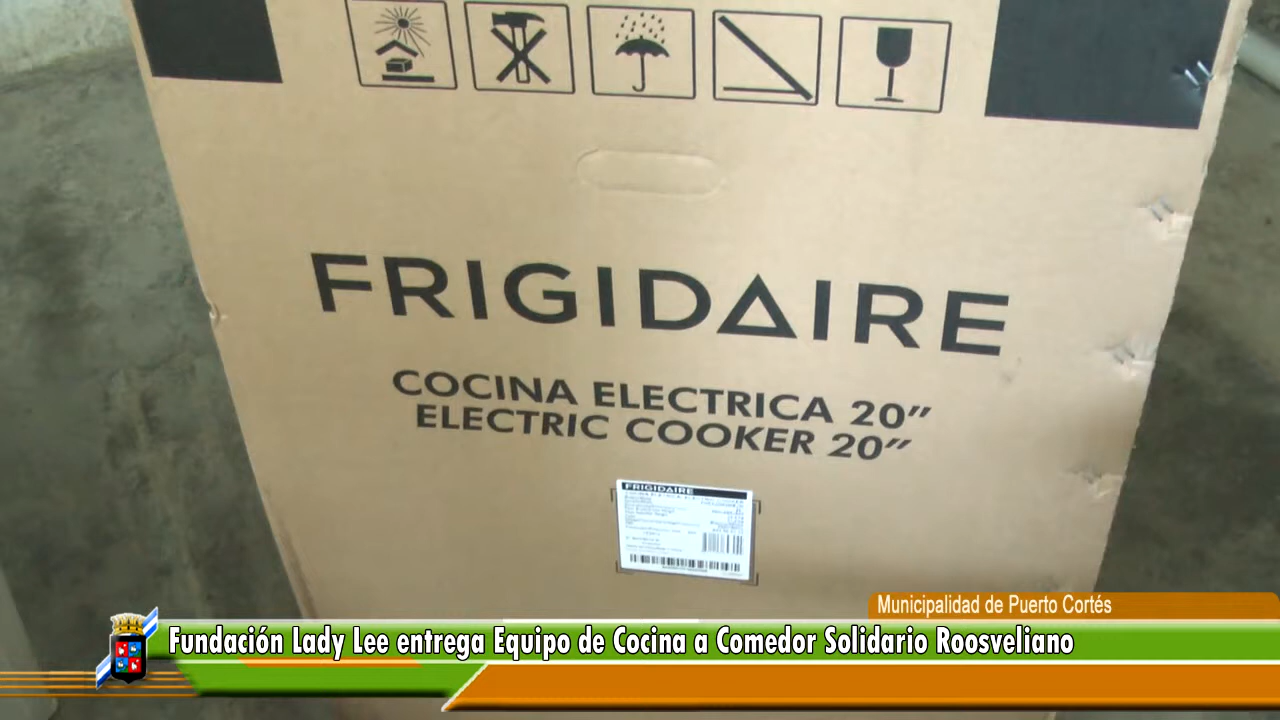 FRIGIDAIRE
COCINA ELECTRICA 20"
ELECTRIC COOKER 20"
FRIGIDAIRE
Municipalidad de Puerto Cortés
Fundación Lady Lee entrega Equipo de Cocina a Comedor Solidario Roosveliano